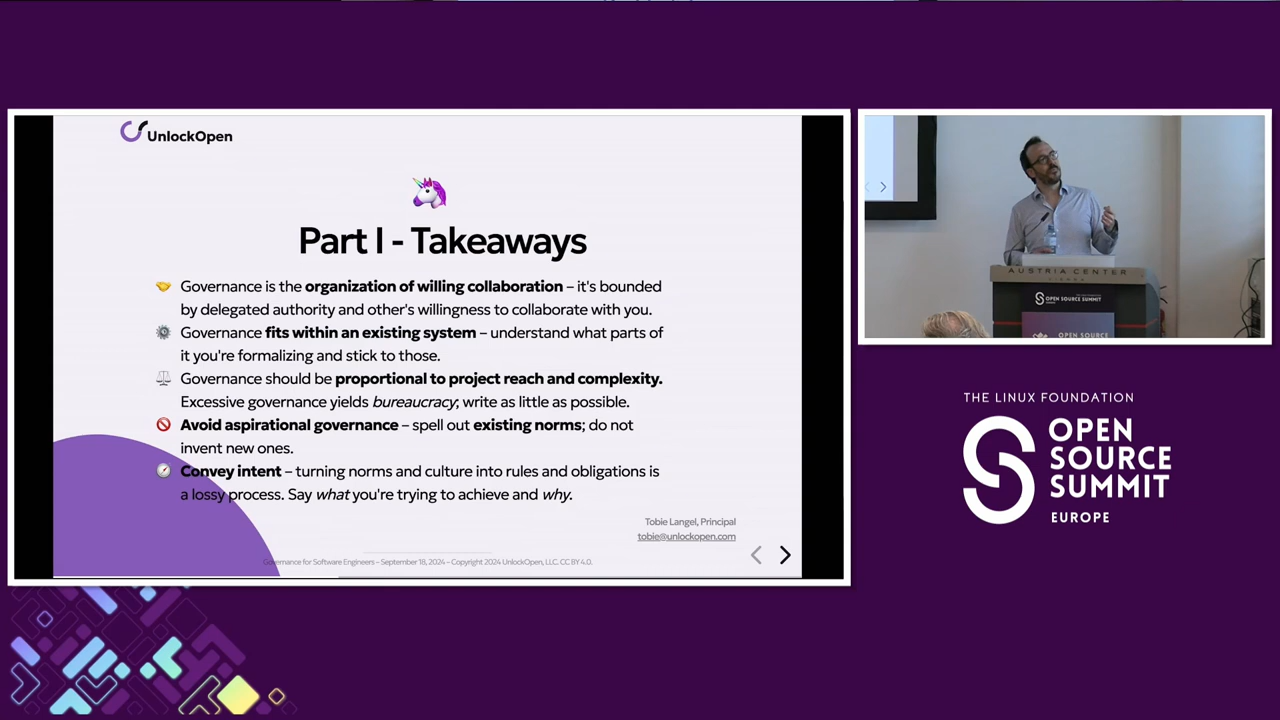 UnlockOpen
Part I - Takeaways
Governance is the organization of willing collaboration – it's bounded
by delegated authority and other's willingness to collaborate with you.
Governance fits within an existing system – understand what parts of
it you're formalizing and stick to those.
Governance should be proportional to project reach and complexity.
Excessive governance yields bureaucracy; write as little as possible.
Avoid aspirational governance – spell out existing norms; do not
invent new ones.
Convey intent – turning norms and culture into rules and obligations is
a lossy process. Say what you're trying to achieve and why.
Tobie Langel, Principal
tobie@unlockopen.com
Governance for Software Engineers – September 18, 2024 – Copyright 2024 UnlockOpen, LLC. CC BY 4.0.
AUSTRIA CENTER
OPEN SOURCE SUMMIT
OPEN SOURCE
THE LINUX FOUNDATION
OPEN
SOURCE
SUMMIT
EUROPE